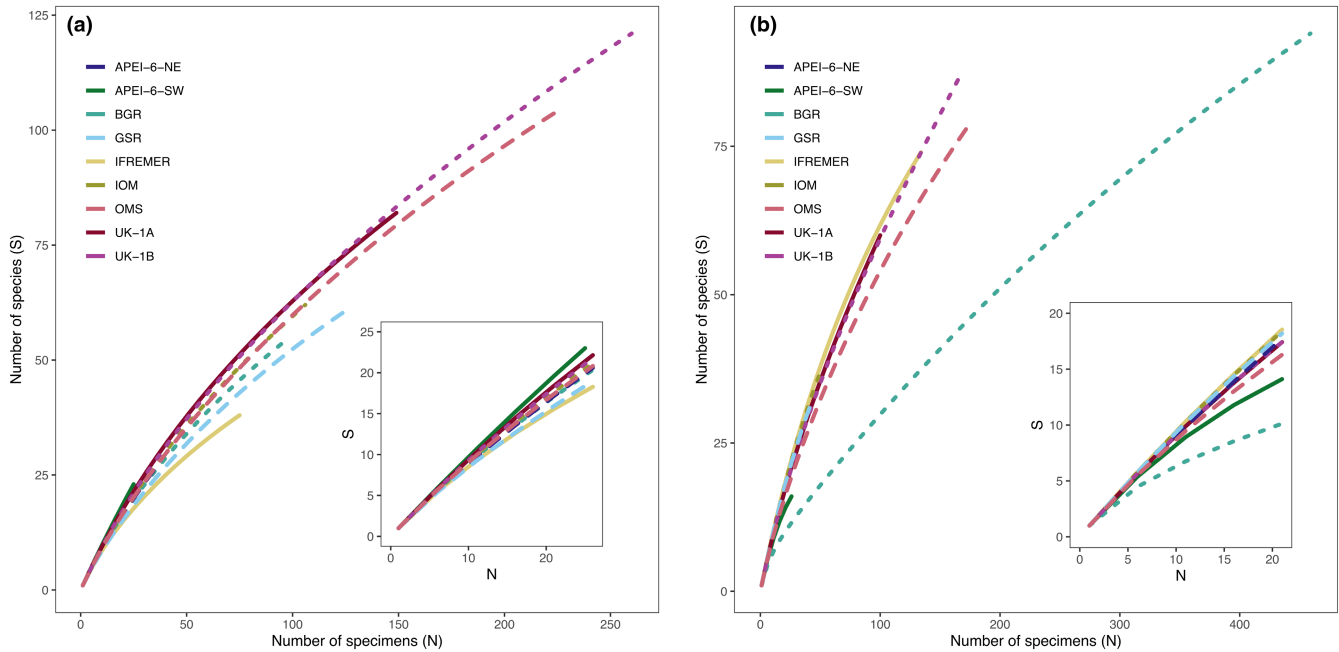 (a)
APEI−6−NE
APEI−6−SW
BGR
GSR
IFREMER
IOM
OMS
UK−1A
UK−1B
Number of species (S)
125
100
75
50
25
0
0 50 100 150 200 250
Number of specimens (N)
S
25
20
15
10
5
0
0 10 20
N
(b)
APEI−6−NE
APEI−6−SW
BGR
GSR
IFREMER
IOM
OMS
UK−1A
UK−1B
Number of species (S)
75
50
25
0
0 100 200 300 400
Number of specimens (N)
S
20
15
10
5
0
0 5 10 15 20
N